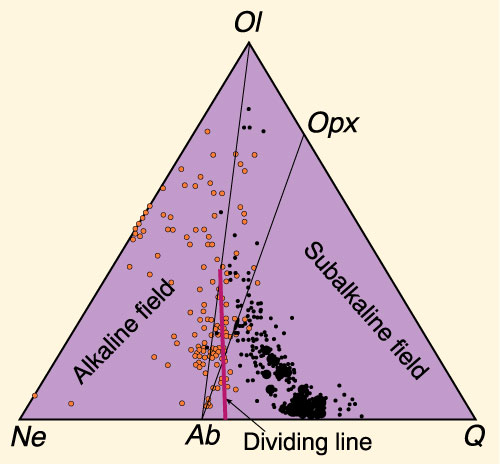 Ol
Opx
Alkaline field
Subalkaline field
Ne
Ab
Dividing line
Q